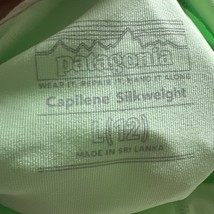 patagonia
WEAR IT. REPAIR IT. HAND IT ALONG
Capilene Silkweight
L(12)
MADE IN SRI LANKA